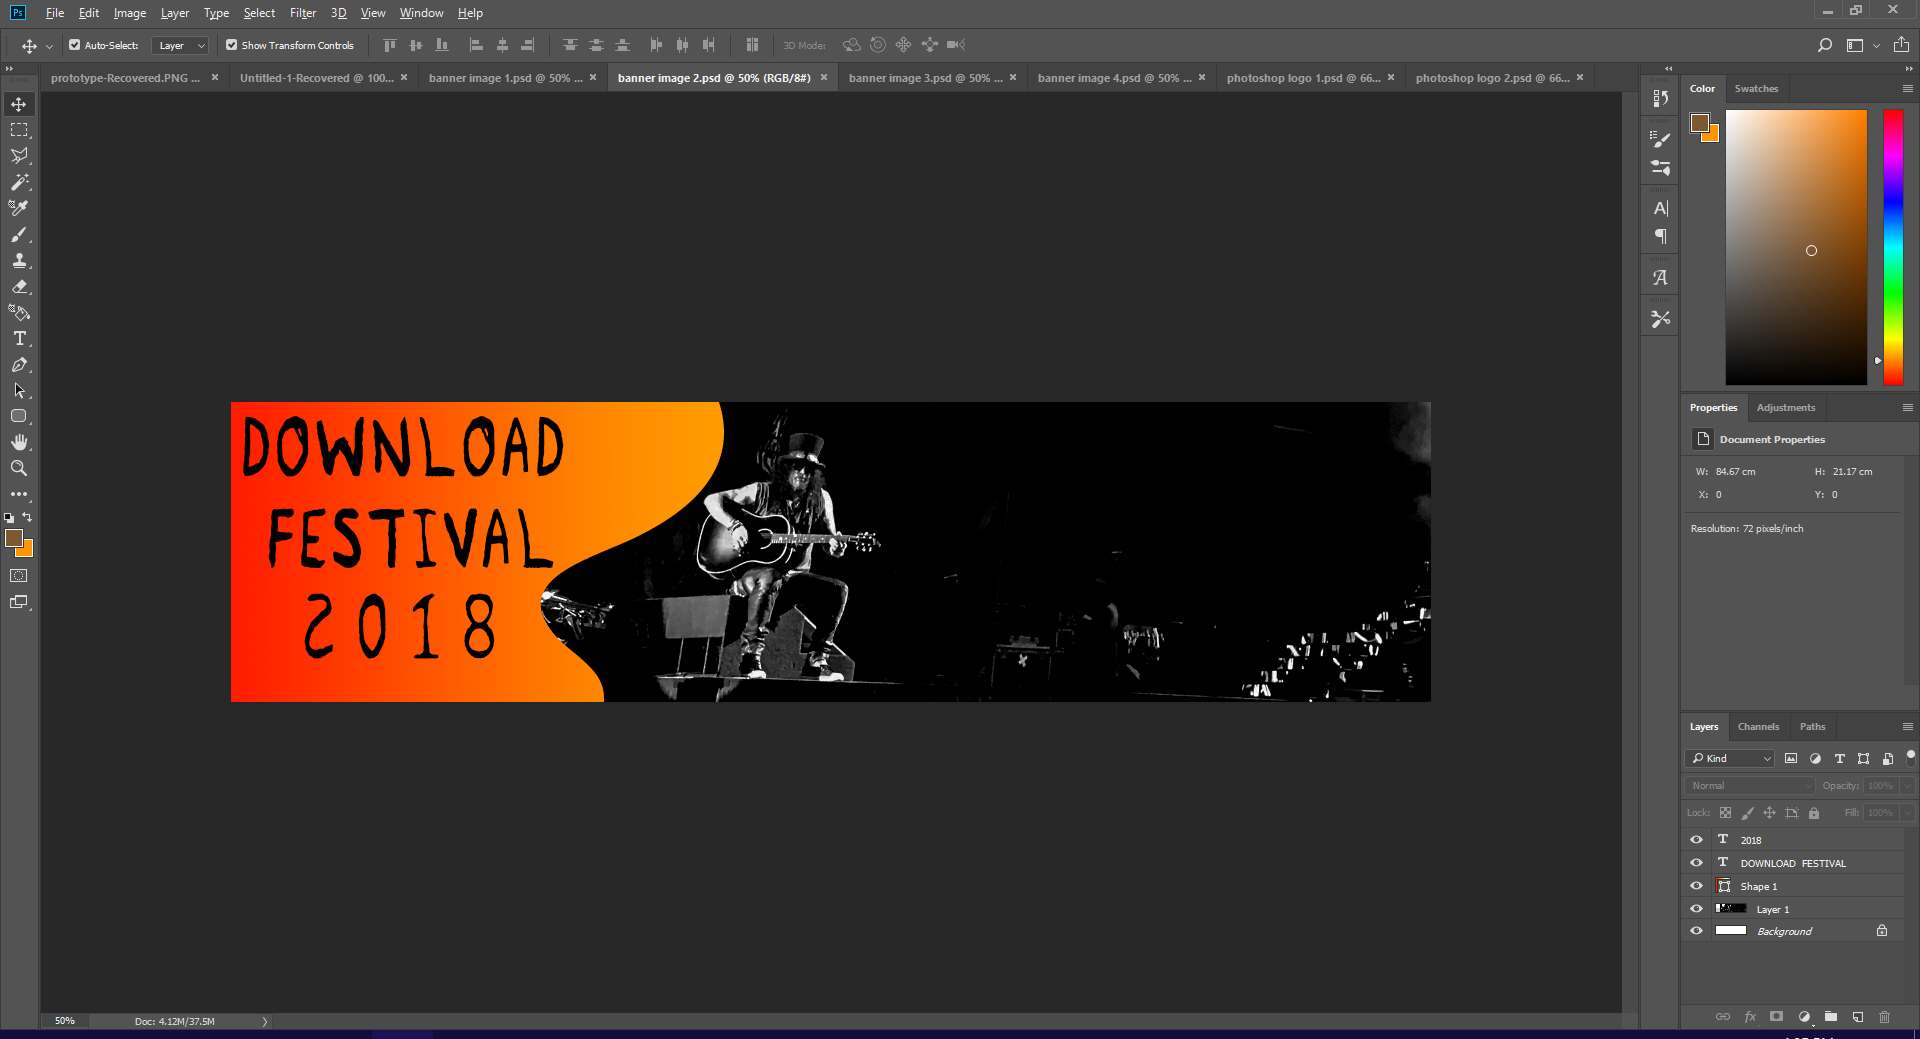 Ps File Edit Image Layer Type Select Filter 3D View Window Help
Auto-Select: Layer Show Transform Controls 3D Mode:
prototype-Recovered.PNG ... Untitled-1-Recovered @ 100... banner image 1.psd @ 50% ... banner image 2.psd @ 50% (RGB/8#) banner image 3.psd @ 50% ... banner image 4.psd @ 50% ... photoshop logo 1.psd @ 66... photoshop logo 2.psd @ 66...
Color Swatches
DOWNLOAD
FESTIVAL
2018
Properties Adjustments
Document Properties
W: 84.67 cm H: 21.17 cm
X: 0 Y: 0
Resolution: 72 pixels/inch
Layers Channels Paths
Kind
Normal Opacity: 100%
Lock: Fill: 100%
2018
DOWNLOAD FESTIVAL
Shape 1
Layer 1
Background
fx
50% Doc: 4.12M/37.5M